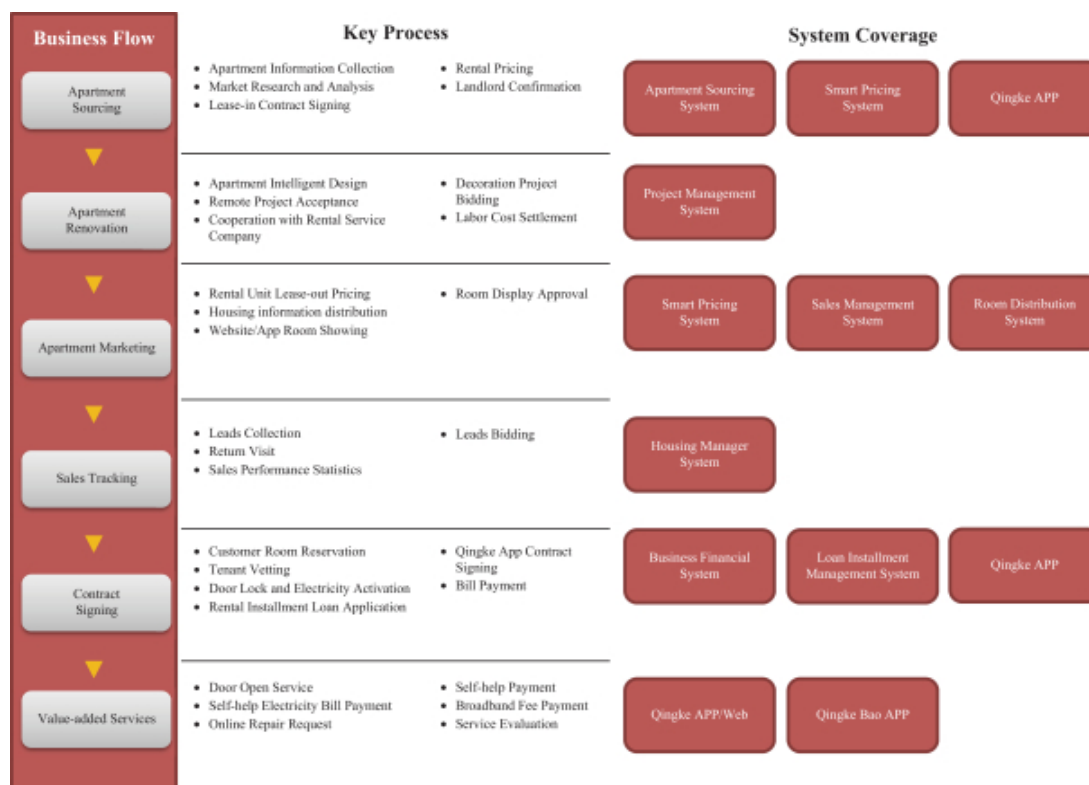 Business Flow
Key Process
System Coverage
Apartment
Sourcing
• Apartment Information Collection
• Market Research and Analysis
• Lease-in Contract Signing
• Rental Pricing
• Landlord Confirmation
Apartment Sourcing
System
Smart Pricing
System
Qingke APP
Apartment
Renovation
• Apartment Intelligent Design
• Remote Project Acceptance
• Cooperation with Rental Service
Company
• Decoration Project
Bidding
• Labor Cost Settlement
Project Management
System
Apartment Marketing
• Rental Unit Lease-out Pricing
• Housing information distribution
• Website/App Room Showing
• Room Display Approval
Smart Pricing
System
Sales Management
System
Room Distribution
System
Sales Tracking
• Leads Collection
• Return Visit
• Sales Performance Statistics
• Leads Bidding
Housing Manager
System
Contract
Signing
• Customer Room Reservation
• Tenant Vetting
• Door Lock and Electricity Activation
• Rental Installment Loan Application
• Qingke App Contract
Signing
• Bill Payment
Business Financial
System
Loan Installment
Management System
Qingke APP
Value-added Services
• Door Open Service
• Self-help Electricity Bill Payment
• Online Repair Request
• Self-help Payment
• Broadband Fee Payment
• Service Evaluation
Qingke APP/Web
Qingke Bao APP